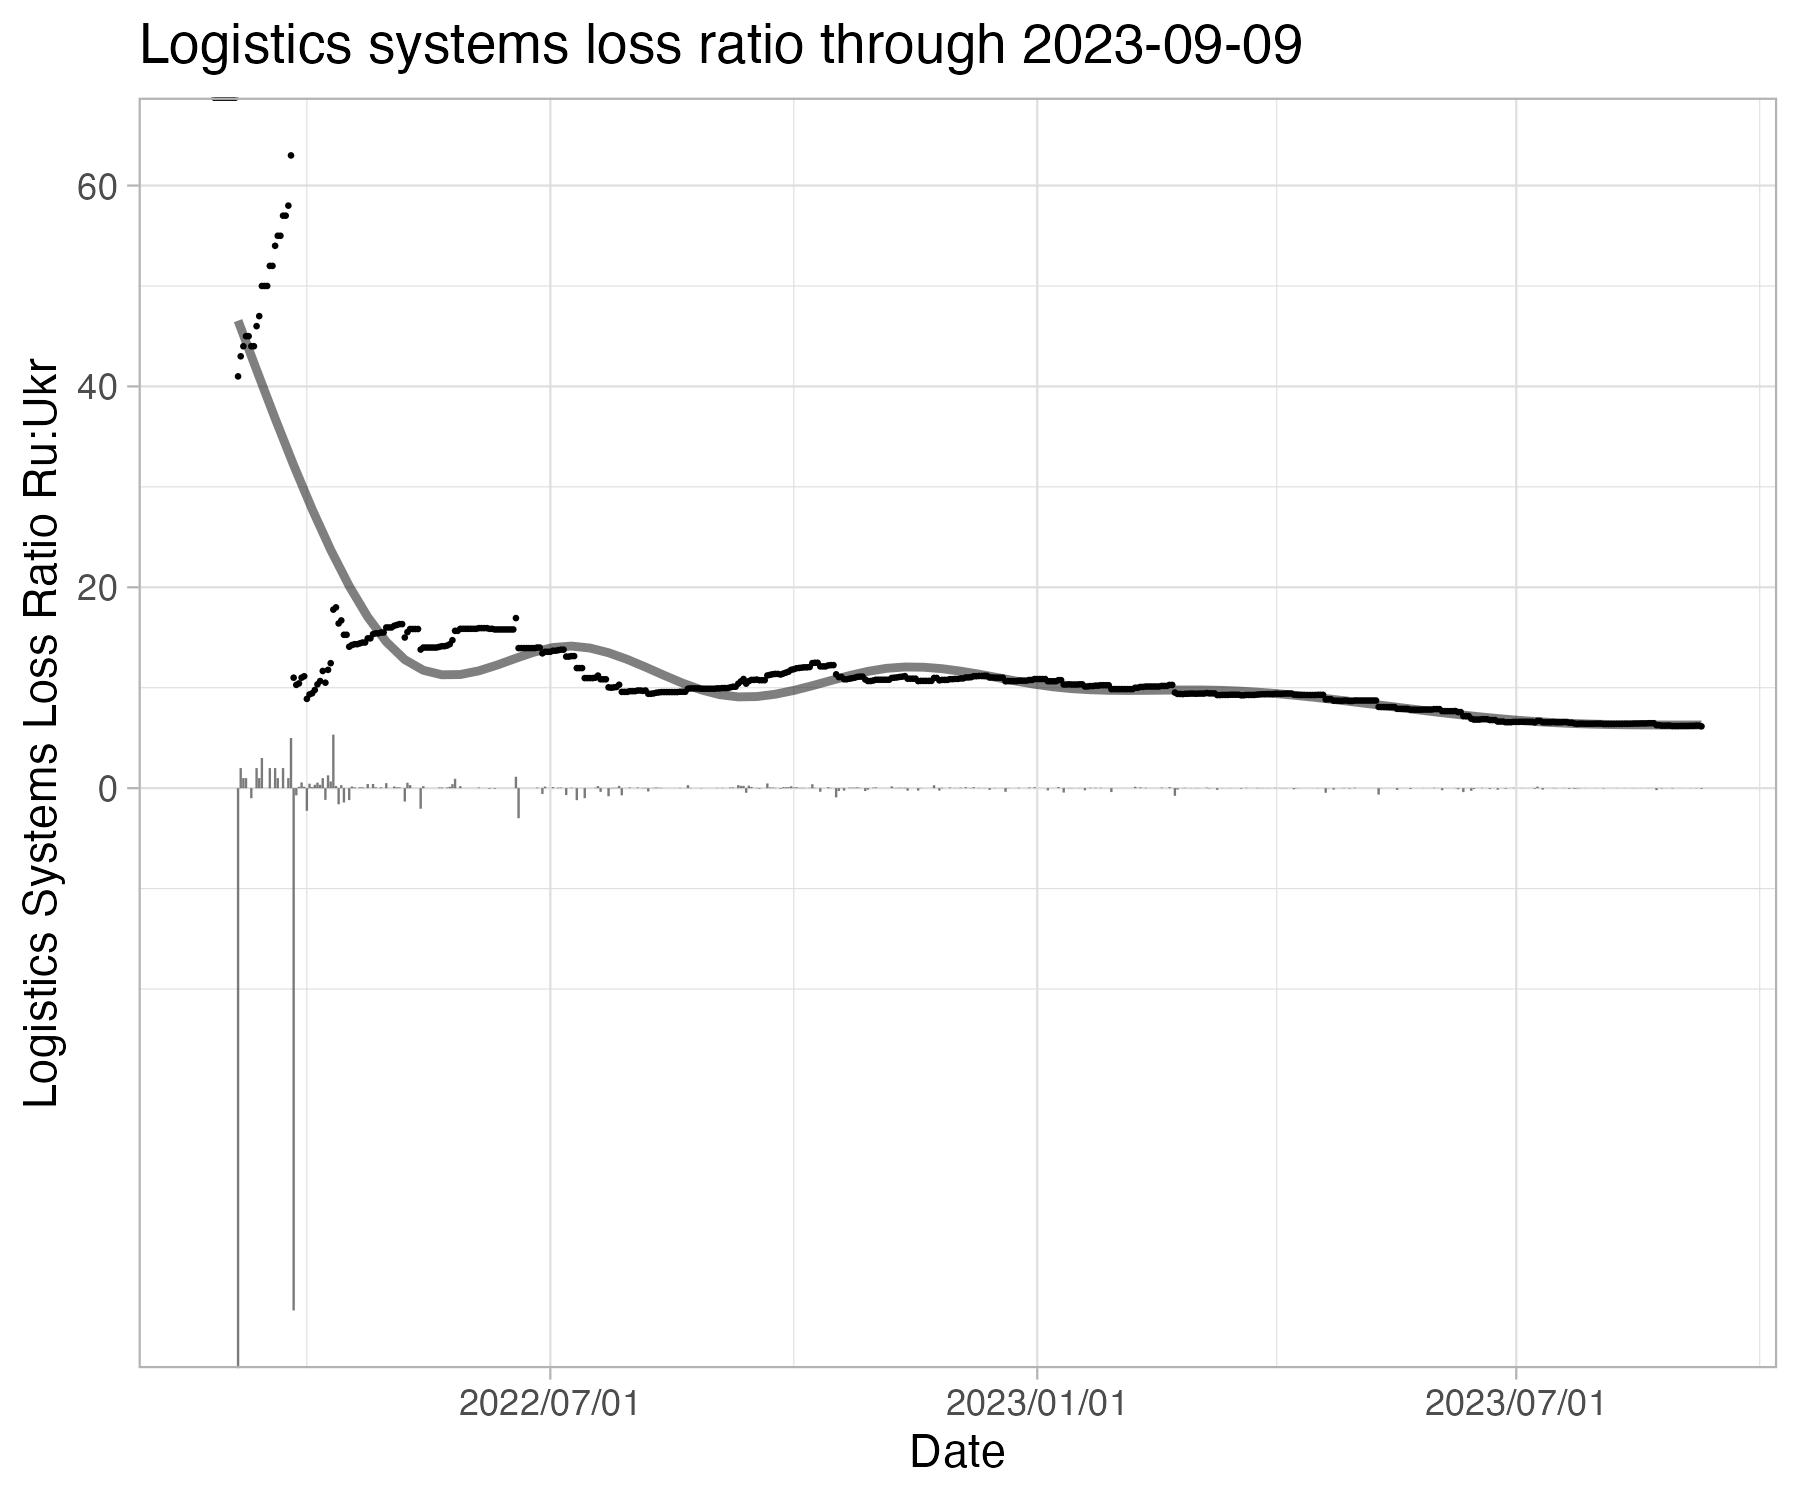 Logistics systems loss ratio through 2023-09-09
Logistics Systems Loss Ratio Ru:Ukr
60
40
20
0
2022/07/01
2023/01/01
2023/07/01
Date